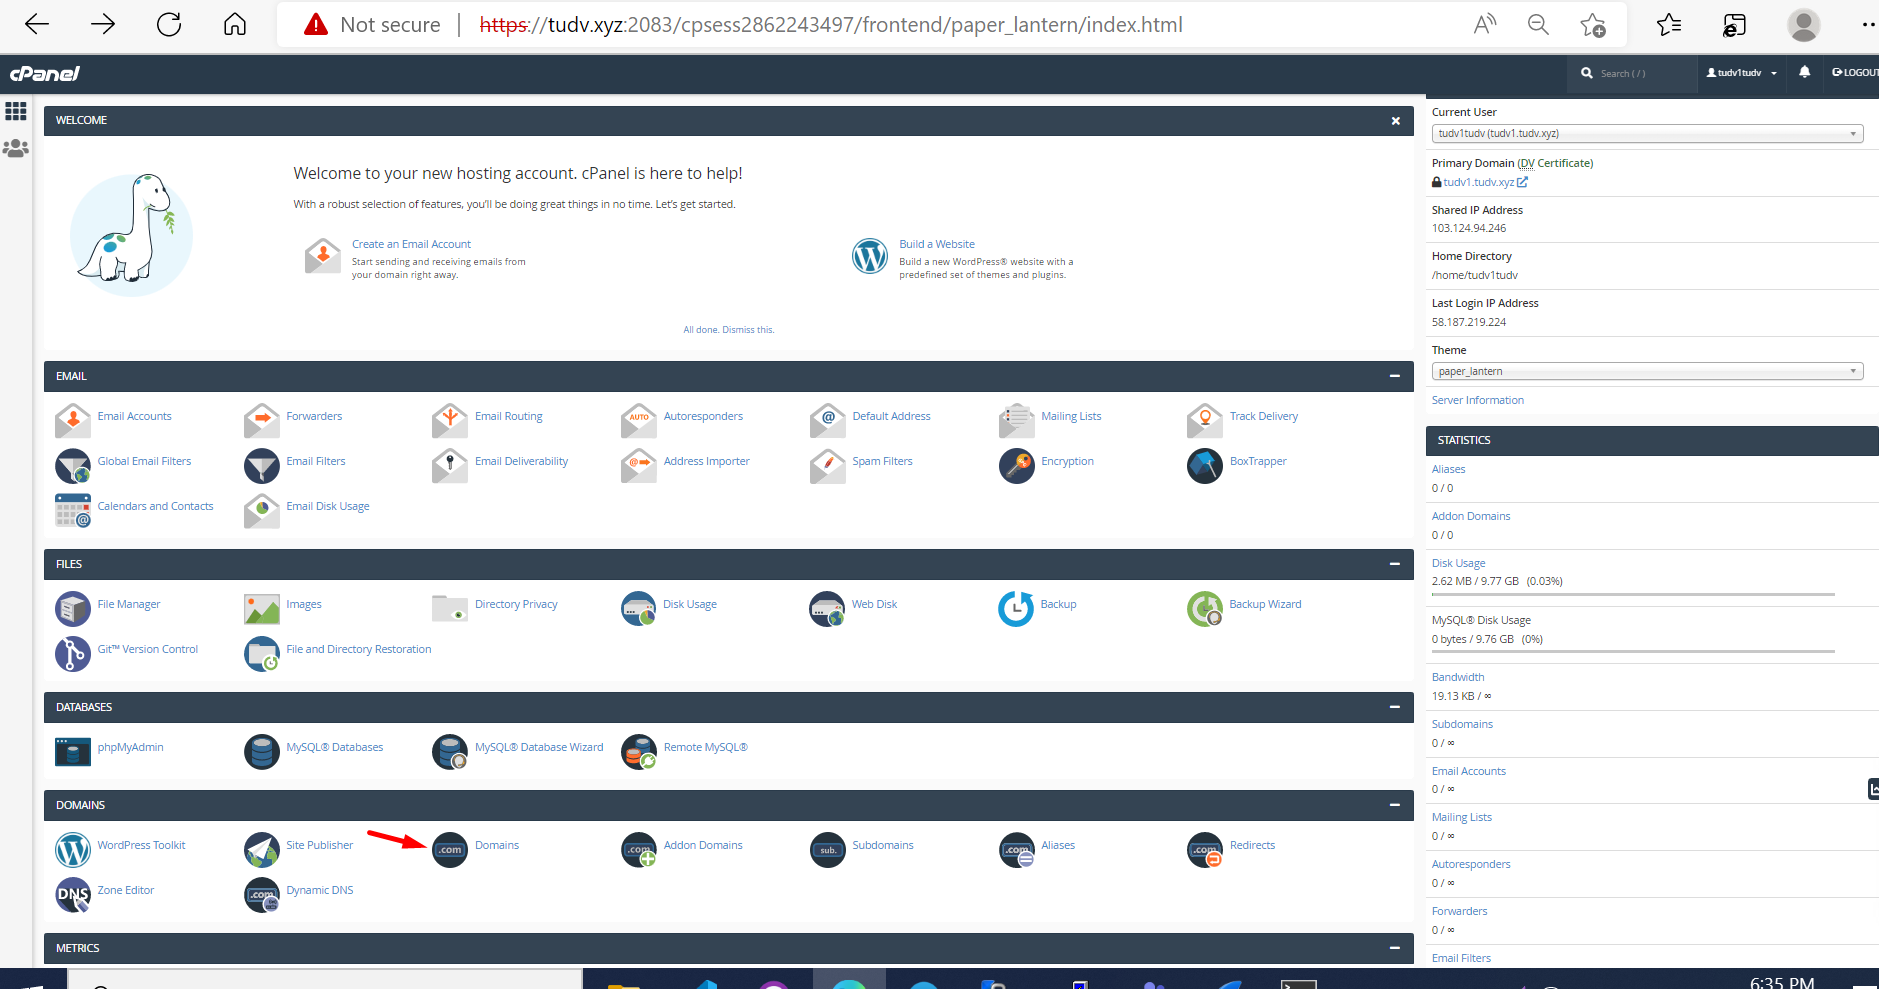 Not secure | https://tudv.xyz:2083/cpsess2862243497/frontend/paper_lantern/index.html
cPanel
Search ( / )
tudv1tudv
LOGOUT
WELCOME
Welcome to your new hosting account. cPanel is here to help!
With a robust selection of features, you'll be doing great things in no time. Let's get started.
Create an Email Account
Start sending and receiving emails from
your domain right away.
Build a Website
Build a new WordPress® website with a
predefined set of themes and plugins.
All done. Dismiss this.
EMAIL
Email Accounts
Forwarders
Email Routing
AUTO
Autoresponders
Default Address
Mailing Lists
Track Delivery
Global Email Filters
Email Filters
Email Deliverability
Address Importer
Spam Filters
Encryption
BoxTrapper
Calendars and Contacts
Email Disk Usage
FILES
File Manager
Images
Directory Privacy
Disk Usage
Web Disk
Backup
Backup Wizard
Git™ Version Control
File and Directory Restoration
DATABASES
phpMyAdmin
MySQL® Databases
MySQL® Database Wizard
Remote MySQL®
DOMAINS
WordPress Toolkit
Site Publisher
.com
Domains
.com
Addon Domains
sub.
Subdomains
.com
Aliases
.com
Redirects
DNS
Zone Editor
.com
Dynamic DNS
METRICS
Current User
tudv1tudv (tudv1.tudv.xyz)
Primary Domain (DV Certificate)
tudv1.tudv.xyz
Shared IP Address
103.124.94.246
Home Directory
/home/tudv1tudv
Last Login IP Address
58.187.219.224
Theme
paper_lantern
Server Information
STATISTICS
Aliases
0 / 0
Addon Domains
0 / 0
Disk Usage
2.62 MB / 9.77 GB (0.03%)
MySQL® Disk Usage
0 bytes / 9.76 GB (0%)
Bandwidth
19.13 KB / ∞
Subdomains
0 / ∞
Email Accounts
0 / ∞
Mailing Lists
0 / ∞
Autoresponders
0 / ∞
Forwarders
0 / ∞
Email Filters
6:35 PM